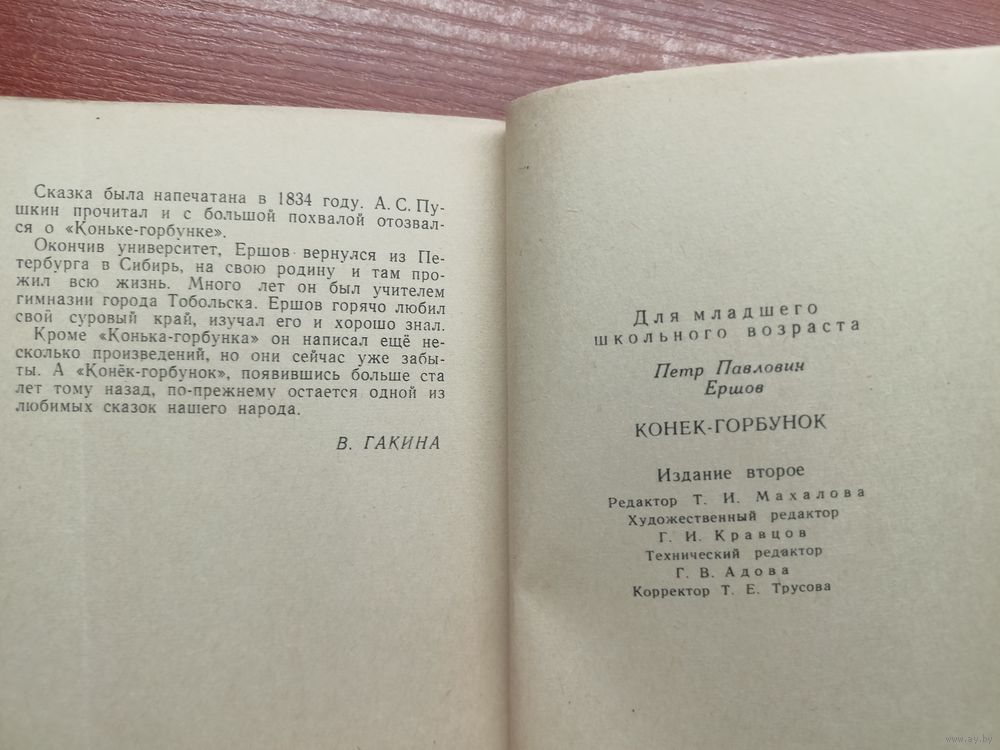 Сказка была напечатана в 1834 году. А. С. Пу-
шкин прочитал и с большой похвалой отозвал-
ся о «Коньке-горбунке».
Окончив университет, Ершов вернулся из Пе-
тербурга в Сибирь, на свою родину и там про-
жил всю жизнь. Много лет он был учителем
гимназии города Тобольска. Ершов горячо любил
свой суровый край, изучал его и хорошо знал.
Кроме «Конька-горбунка» он написал ещё не-
сколько произведений, но они сейчас уже забы-
ты. А «Конёк-горбунок», появившись больше ста
лет тому назад, по-прежнему остается одной из
любимых сказок нашего народа.
В. ГАКИНА
Для младшего
школьного возраста
Петр Павловин
Ершов
КОНЕК-ГОРБУНОК
Издание второе
Редактор Т. И. Махалова
Художественный редактор
Г. И. Кравцов
Технический редактор
Г. В. Адова
Корректор Т. Е. Трусова
www.ay.by